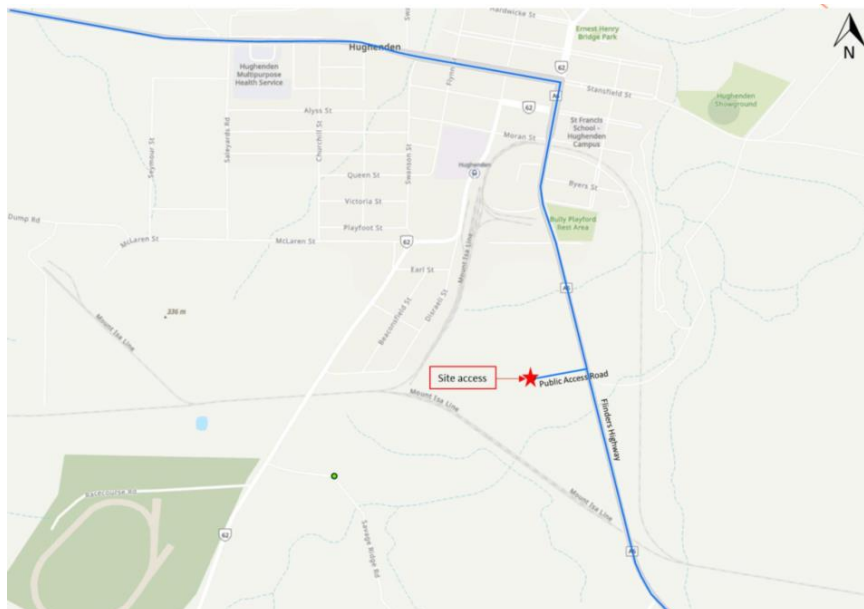 Hardwicke St
Ernest Henry
Bridge Park
N
Hughenden
62
Hughenden
Multipurpose
Health Service
Flynn
A6
Stansfield St
Hughenden
Showground
62
Alyss St
St Francis
School -
Hughenden
Campus
Moran St
Seymour St
Saleyards Rd
Churchill St
Swanson St
Hughenden
Queen St
Byers St
Victoria St
Dump Rd
Playfoot St
Bully Playford
Rest Area
McLaren St
McLaren St
62
Mount Isa Line
Earl St
A6
Beaconsfield St
Disraeli St
336 m
Mount Isa Line
Site access
Public Access Road
Mount Isa Line
Flinders Highway
Racecourse Rd
Mount Isa Line
Savage Ridge Rd
62
A6